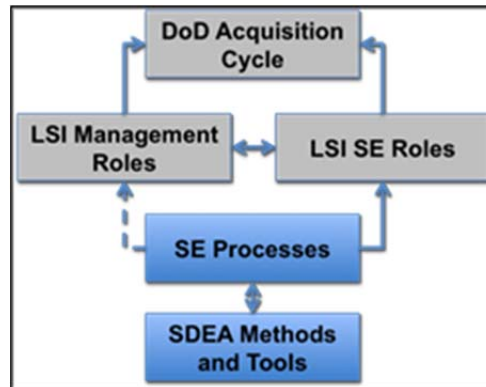 DoD Acquisition
Cycle
LSI Management
Roles
LSI SE Roles
SE Processes
SDEA Methods
and Tools